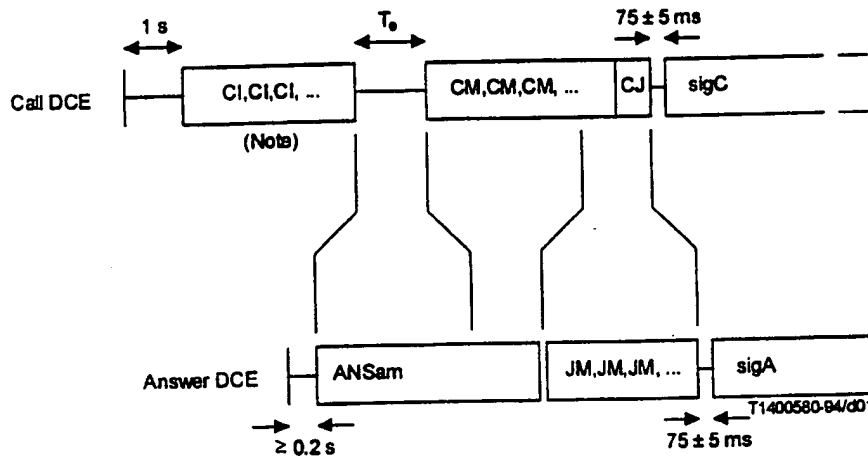 1 s
Te
75 ± 5 ms
Call DCE
CI,CI,CI, ...
CM,CM,CM, ...
CJ
sigC
(Note)
Answer DCE
ANSam
JM,JM,JM, ...
sigA
T1400580-94/d01
≥ 0.2 s
75 ± 5 ms